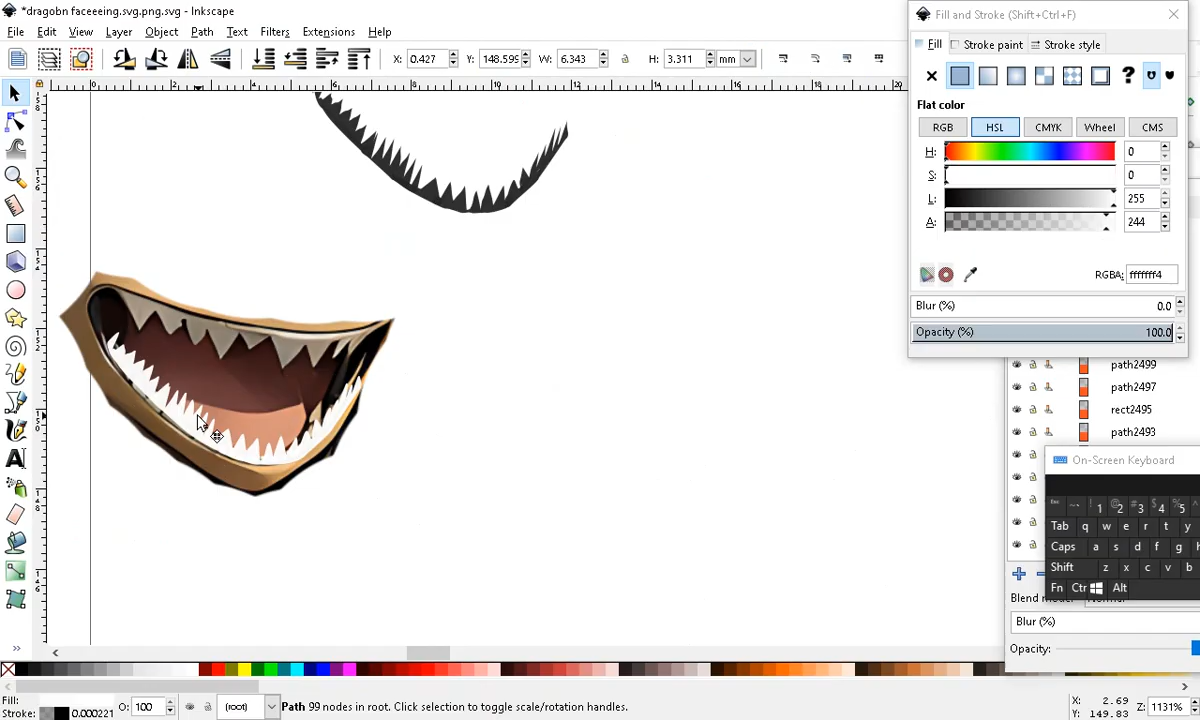 *dragobn faceeeing.svg.png.svg - Inkscape
File Edit View Layer Object Path Text Filters Extensions Help
X: 0.427 Y: 148.599 W: 6.343 H: 3.311 mm
Fill and Stroke (Shift+Ctrl+F)
Fill Stroke paint Stroke style
Flat color
RGB HSL CMYK Wheel CMS
H: 0
S: 0
L: 255
A: 244
RGBA: fffffff4
Blur (%) 0.0
Opacity (%) 100.0
path2499
path2497
rect2495
path2493
On-Screen Keyboard
Tab q w e r t y
Caps a s d f g h
Shift z x c v b
Fn Ctr Alt
Blur (%)
Opacity:
Fill:
Stroke: 0.000221
O: 100
(root)
Path 99 nodes in root. Click selection to toggle scale/rotation handles.
X: 2.69
Y: 149.83
Z: 1131%